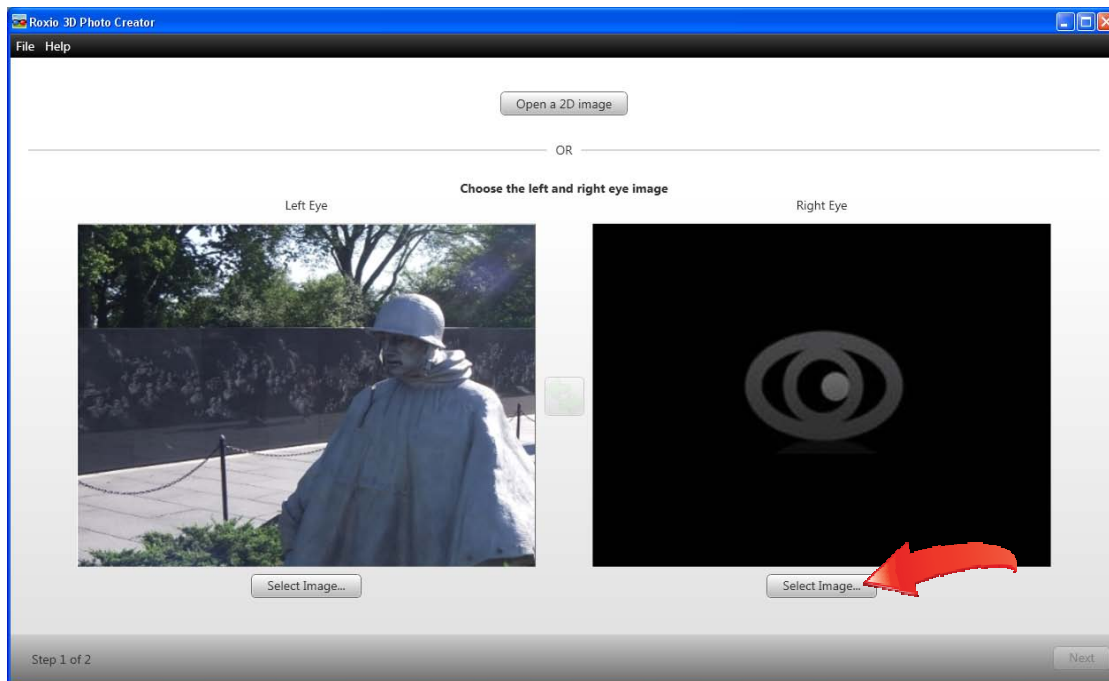 Roxio 3D Photo Creator
File Help
Open a 2D image
OR
Choose the left and right eye image
Left Eye
Right Eye
Select Image...
Select Image...
Step 1 of 2
Next